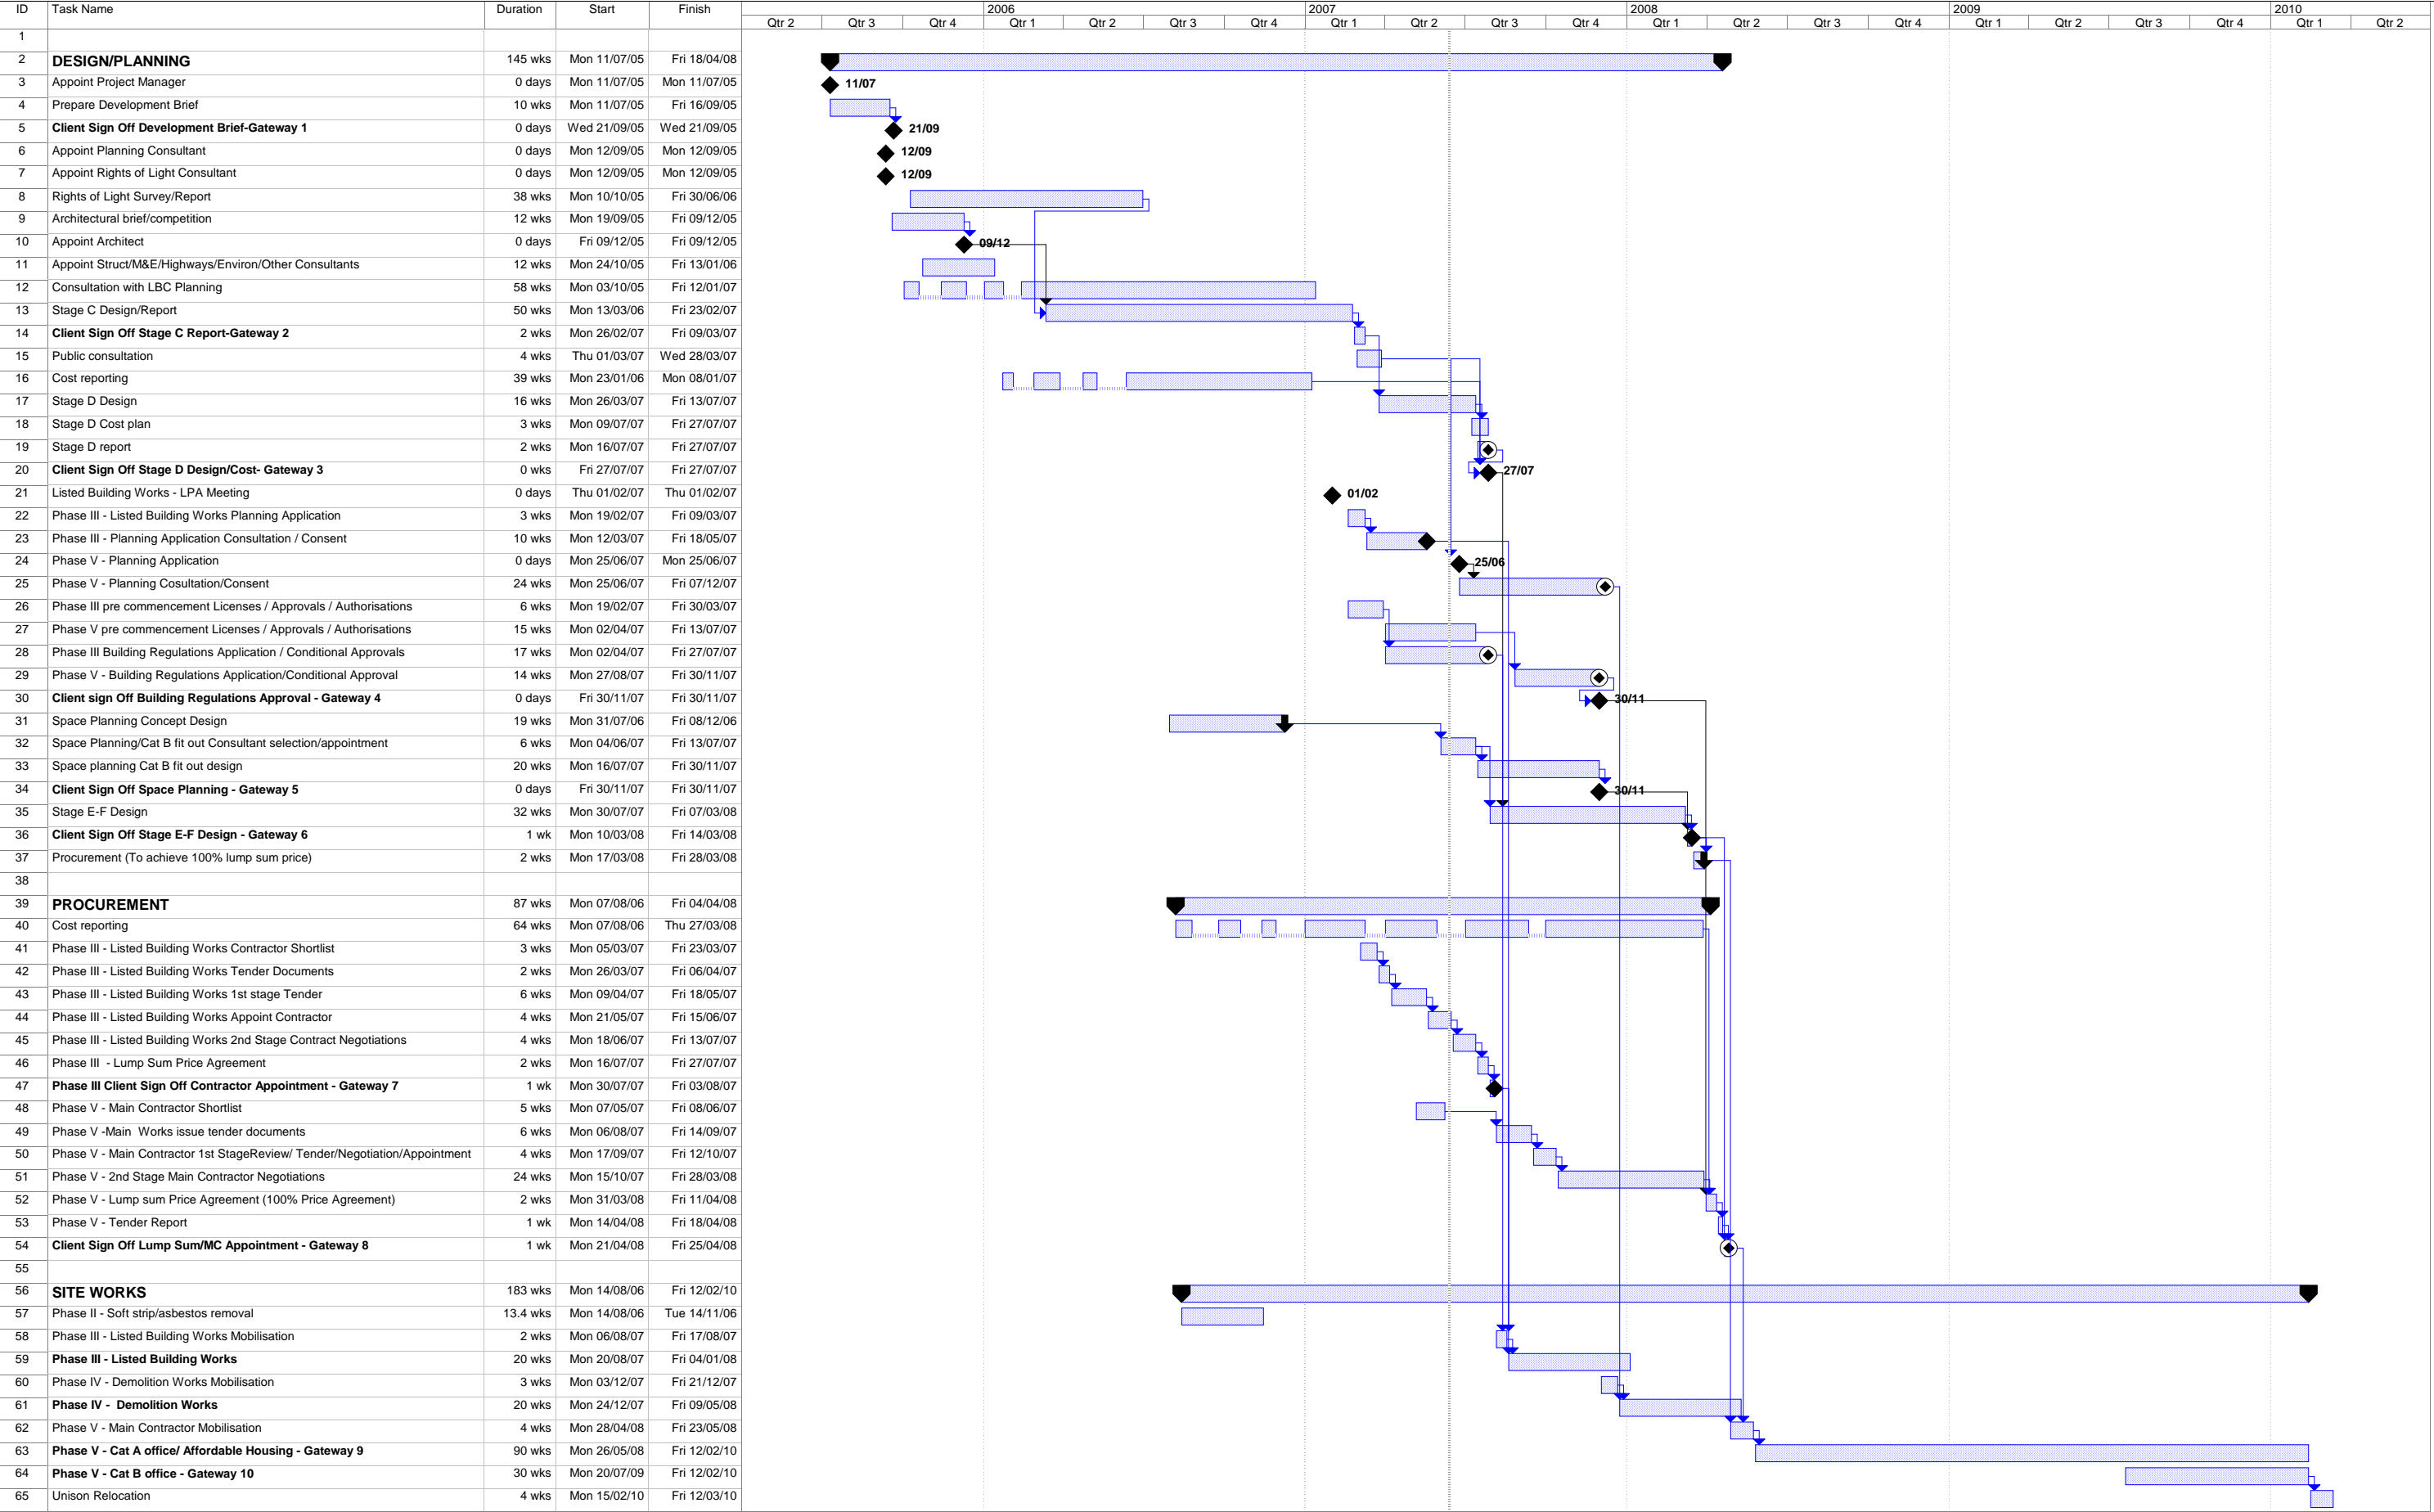 ID Task Name Duration Start Finish 2006 2007 2008 2009 2010
Qtr 2 Qtr 3 Qtr 4 Qtr 1 Qtr 2 Qtr 3 Qtr 4 Qtr 1 Qtr 2 Qtr 3 Qtr 4 Qtr 1 Qtr 2 Qtr 3 Qtr 4 Qtr 1 Qtr 2 Qtr 3 Qtr 4 Qtr 1 Qtr 2
1
2 DESIGN/PLANNING 145 wks Mon 11/07/05 Fri 18/04/08
3 Appoint Project Manager 0 days Mon 11/07/05 Mon 11/07/05 11/07
4 Prepare Development Brief 10 wks Mon 11/07/05 Fri 16/09/05
5 Client Sign Off Development Brief-Gateway 1 0 days Wed 21/09/05 Wed 21/09/05 21/09
6 Appoint Planning Consultant 0 days Mon 12/09/05 Mon 12/09/05 12/09
7 Appoint Rights of Light Consultant 0 days Mon 12/09/05 Mon 12/09/05 12/09
8 Rights of Light Survey/Report 38 wks Mon 10/10/05 Fri 30/06/06
9 Architectural brief/competition 12 wks Mon 19/09/05 Fri 09/12/05
10 Appoint Architect 0 days Fri 09/12/05 Fri 09/12/05 09/12
11 Appoint Struct/M&E/Highways/Environ/Other Consultants 12 wks Mon 24/10/05 Fri 13/01/06
12 Consultation with LBC Planning 58 wks Mon 03/10/05 Fri 12/01/07
13 Stage C Design/Report 50 wks Mon 13/03/06 Fri 23/02/07
14 Client Sign Off Stage C Report-Gateway 2 2 wks Mon 26/02/07 Fri 09/03/07
15 Public consultation 4 wks Thu 01/03/07 Wed 28/03/07
16 Cost reporting 39 wks Mon 23/01/06 Mon 08/01/07
17 Stage D Design 16 wks Mon 26/03/07 Fri 13/07/07
18 Stage D Cost plan 3 wks Mon 09/07/07 Fri 27/07/07
19 Stage D report 2 wks Mon 16/07/07 Fri 27/07/07
20 Client Sign Off Stage D Design/Cost- Gateway 3 0 wks Fri 27/07/07 Fri 27/07/07 27/07
21 Listed Building Works - LPA Meeting 0 days Thu 01/02/07 Thu 01/02/07 01/02
22 Phase III - Listed Building Works Planning Application 3 wks Mon 19/02/07 Fri 09/03/07
23 Phase III - Planning Application Consultation / Consent 10 wks Mon 12/03/07 Fri 18/05/07
24 Phase V - Planning Application 0 days Mon 25/06/07 Mon 25/06/07 25/06
25 Phase V - Planning Cosultation/Consent 24 wks Mon 25/06/07 Fri 07/12/07
26 Phase III pre commencement Licenses / Approvals / Authorisations 6 wks Mon 19/02/07 Fri 30/03/07
27 Phase V pre commencement Licenses / Approvals / Authorisations 15 wks Mon 02/04/07 Fri 13/07/07
28 Phase III Building Regulations Application / Conditional Approvals 17 wks Mon 02/04/07 Fri 27/07/07
29 Phase V - Building Regulations Application/Conditional Approval 14 wks Mon 27/08/07 Fri 30/11/07
30 Client sign Off Building Regulations Approval - Gateway 4 0 days Fri 30/11/07 Fri 30/11/07 30/11
31 Space Planning Concept Design 19 wks Mon 31/07/06 Fri 08/12/06
32 Space Planning/Cat B fit out Consultant selection/appointment 6 wks Mon 04/06/07 Fri 13/07/07
33 Space planning Cat B fit out design 20 wks Mon 16/07/07 Fri 30/11/07
34 Client Sign Off Space Planning - Gateway 5 0 days Fri 30/11/07 Fri 30/11/07 30/11
35 Stage E-F Design 32 wks Mon 30/07/07 Fri 07/03/08
36 Client Sign Off Stage E-F Design - Gateway 6 1 wk Mon 10/03/08 Fri 14/03/08
37 Procurement (To achieve 100% lump sum price) 2 wks Mon 17/03/08 Fri 28/03/08
38
39 PROCUREMENT 87 wks Mon 07/08/06 Fri 04/04/08
40 Cost reporting 64 wks Mon 07/08/06 Thu 27/03/08
41 Phase III - Listed Building Works Contractor Shortlist 3 wks Mon 05/03/07 Fri 23/03/07
42 Phase III - Listed Building Works Tender Documents 2 wks Mon 26/03/07 Fri 06/04/07
43 Phase III - Listed Building Works 1st stage Tender 6 wks Mon 09/04/07 Fri 18/05/07
44 Phase III - Listed Building Works Appoint Contractor 4 wks Mon 21/05/07 Fri 15/06/07
45 Phase III - Listed Building Works 2nd Stage Contract Negotiations 4 wks Mon 18/06/07 Fri 13/07/07
46 Phase III - Lump Sum Price Agreement 2 wks Mon 16/07/07 Fri 27/07/07
47 Phase III Client Sign Off Contractor Appointment - Gateway 7 1 wk Mon 30/07/07 Fri 03/08/07
48 Phase V - Main Contractor Shortlist 5 wks Mon 07/05/07 Fri 08/06/07
49 Phase V -Main Works issue tender documents 6 wks Mon 06/08/07 Fri 14/09/07
50 Phase V - Main Contractor 1st StageReview/ Tender/Negotiation/Appointment 4 wks Mon 17/09/07 Fri 12/10/07
51 Phase V - 2nd Stage Main Contractor Negotiations 24 wks Mon 15/10/07 Fri 28/03/08
52 Phase V - Lump sum Price Agreement (100% Price Agreement) 2 wks Mon 31/03/08 Fri 11/04/08
53 Phase V - Tender Report 1 wk Mon 14/04/08 Fri 18/04/08
54 Client Sign Off Lump Sum/MC Appointment - Gateway 8 1 wk Mon 21/04/08 Fri 25/04/08
55
56 SITE WORKS 183 wks Mon 14/08/06 Fri 12/02/10
57 Phase II - Soft strip/asbestos removal 13.4 wks Mon 14/08/06 Tue 14/11/06
58 Phase III - Listed Building Works Mobilisation 2 wks Mon 06/08/07 Fri 17/08/07
59 Phase III - Listed Building Works 20 wks Mon 20/08/07 Fri 04/01/08
60 Phase IV - Demolition Works Mobilisation 3 wks Mon 03/12/07 Fri 21/12/07
61 Phase IV - Demolition Works 20 wks Mon 24/12/07 Fri 09/05/08
62 Phase V - Main Contractor Mobilisation 4 wks Mon 28/04/08 Fri 23/05/08
63 Phase V - Cat A office/ Affordable Housing - Gateway 9 90 wks Mon 26/05/08 Fri 12/02/10
64 Phase V - Cat B office - Gateway 10 30 wks Mon 20/07/09 Fri 12/02/10
65 Unison Relocation 4 wks Mon 15/02/10 Fri 12/03/10